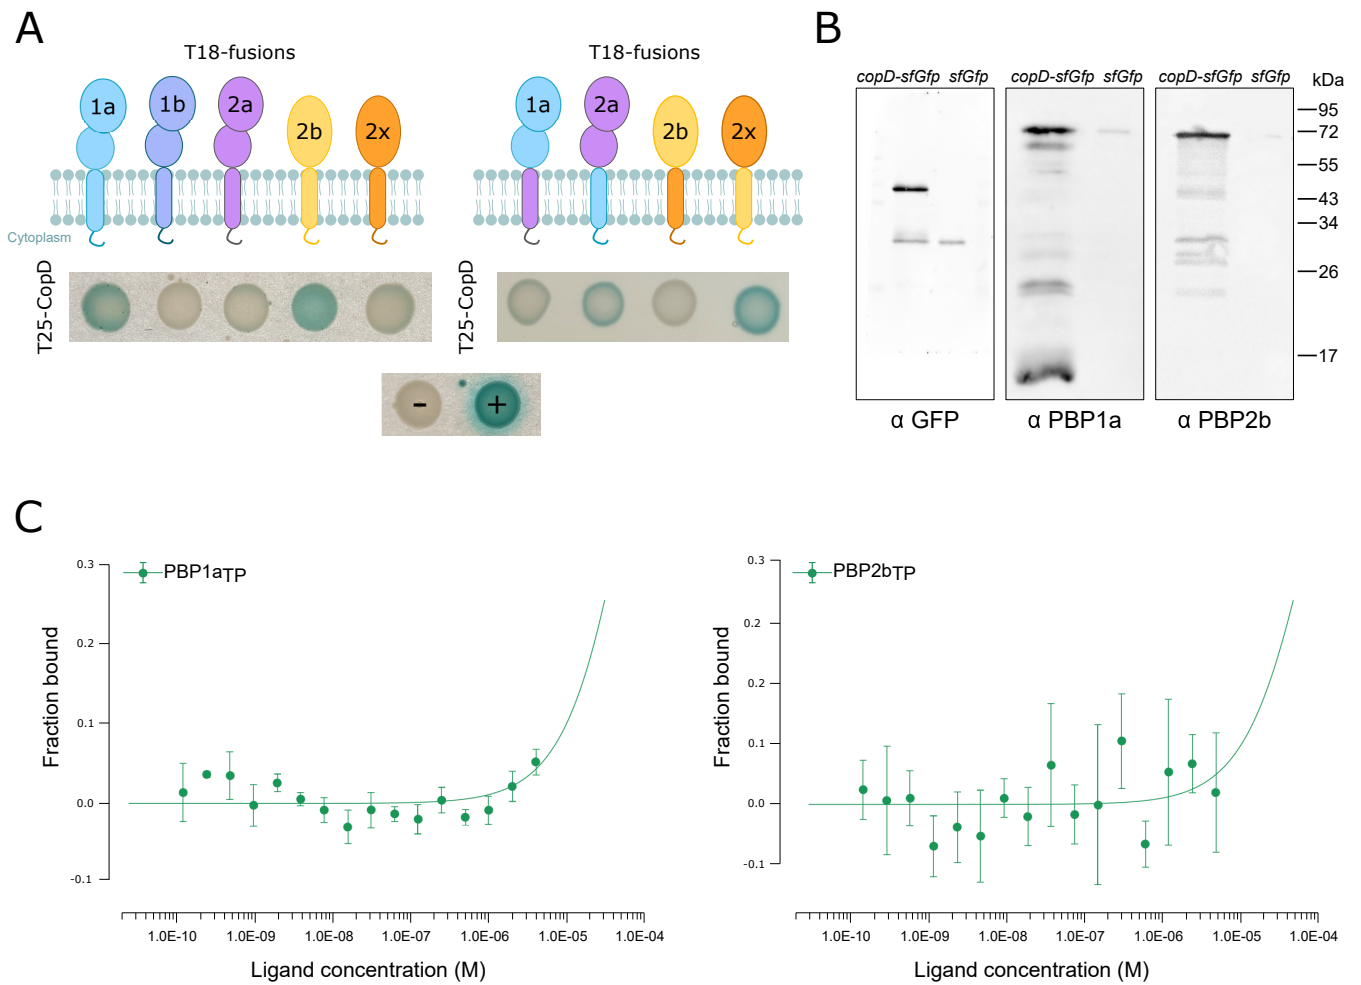 A
T18-fusions
1a 1b 2a 2b 2x
Cytoplasm
T25-CopD
T18-fusions
1a 2a 2b 2x
T25-CopD
- +
B
copD-sfGfp sfGfp copD-sfGfp sfGfp copD-sfGfp sfGfp kDa
95
72
55
43
34
26
17
α GFP α PBP1a α PBP2b
C
PBP1aTP
Fraction bound
0.3
0.2
0.1
0.0
-0.1
1.0E-10 1.0E-09 1.0E-08 1.0E-07 1.0E-06 1.0E-05 1.0E-04
Ligand concentration (M)
PBP2bTP
Fraction bound
0.3
0.2
0.2
0.1
0.0
-0.1
1.0E-10 1.0E-09 1.0E-08 1.0E-07 1.0E-06 1.0E-05 1.0E-04
Ligand concentration (M)